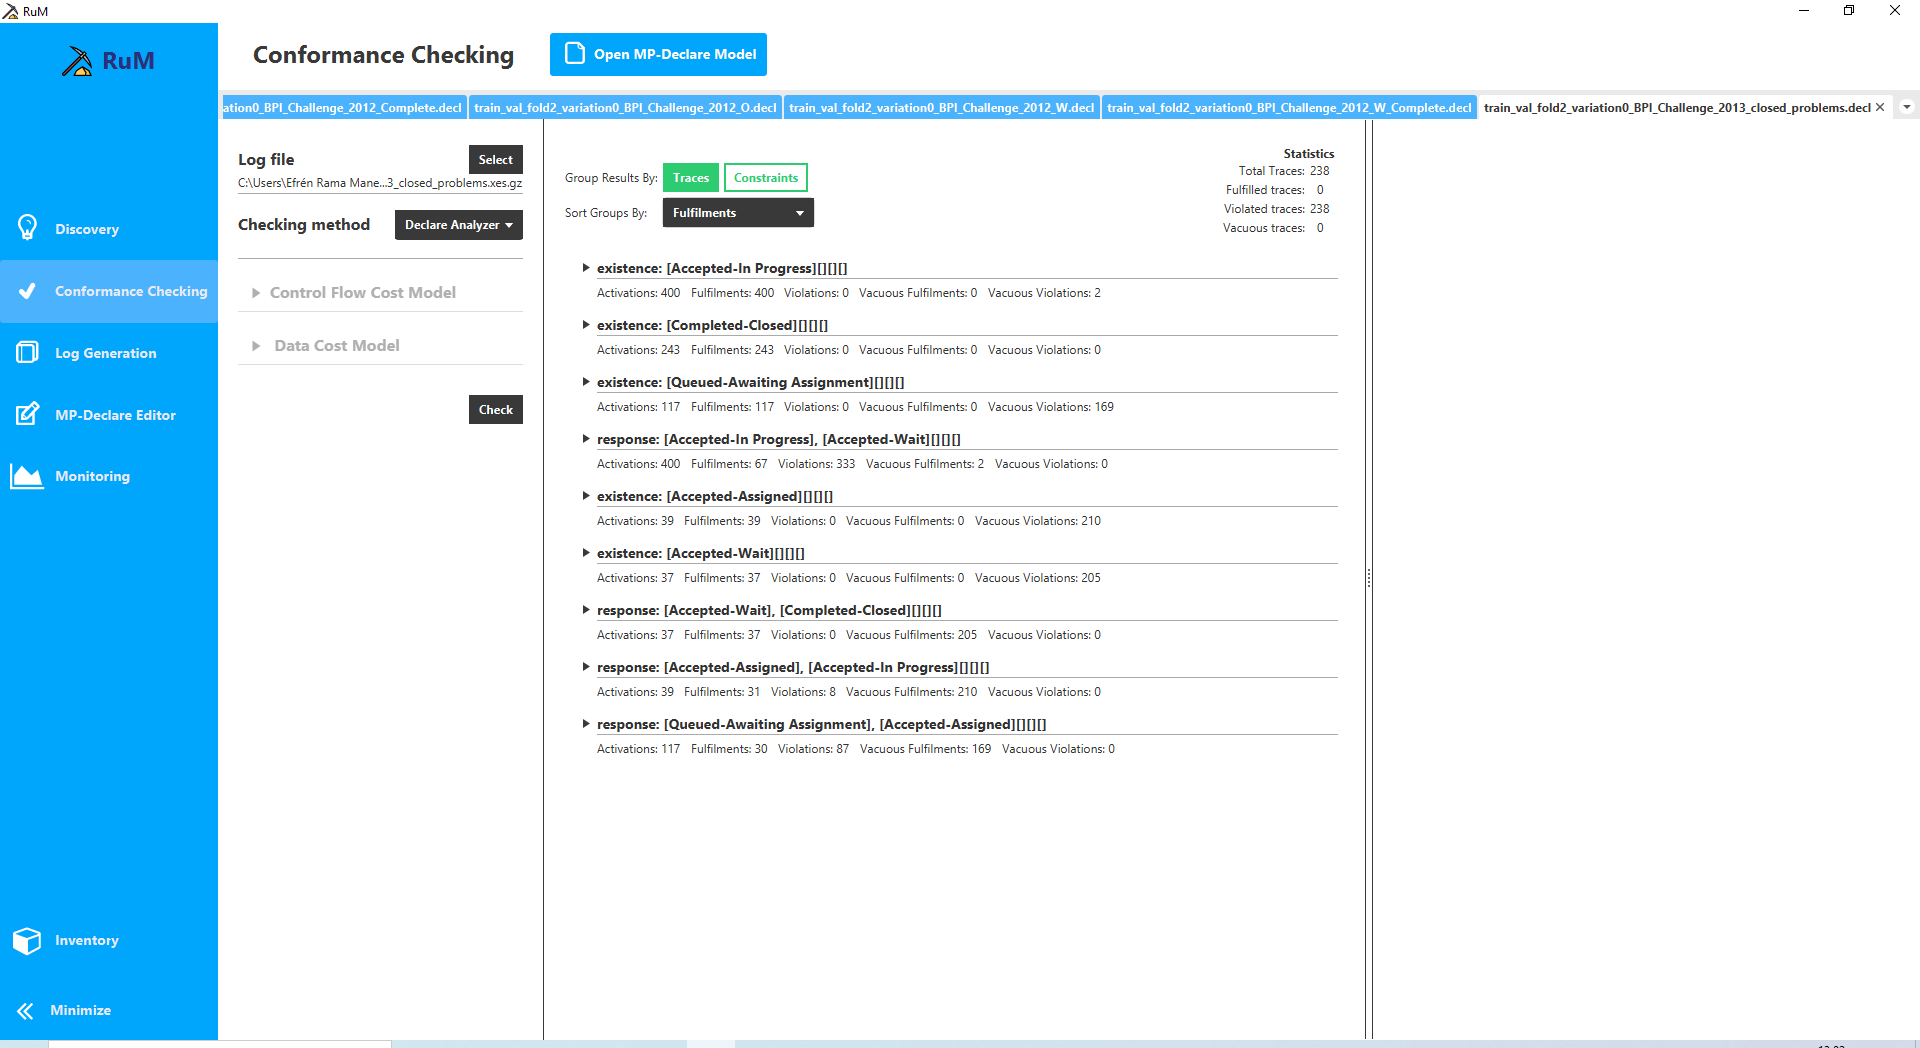 RuM
RuM
Conformance Checking
Open MP-Declare Model
ation0_BPI_Challenge_2012_Complete.decl
train_val_fold2_variation0_BPI_Challenge_2012_O.decl
train_val_fold2_variation0_BPI_Challenge_2012_W.decl
train_val_fold2_variation0_BPI_Challenge_2012_W_Complete.decl
train_val_fold2_variation0_BPI_Challenge_2013_closed_problems.decl
Discovery
Conformance Checking
Log Generation
MP-Declare Editor
Monitoring
Inventory
Minimize
Log file
Select
C:\Users\Efrén Rama Mane...3_closed_problems.xes.gz
Checking method
Declare Analyzer
Control Flow Cost Model
Data Cost Model
Check
Group Results By: Traces Constraints
Sort Groups By: Fulfilments
Statistics
Total Traces: 238
Fulfilled traces: 0
Violated traces: 238
Vacuous traces: 0
existence: [Accepted-In Progress][][][]
Activations: 400 Fulfilments: 400 Violations: 0 Vacuous Fulfilments: 0 Vacuous Violations: 2
existence: [Completed-Closed][][][]
Activations: 243 Fulfilments: 243 Violations: 0 Vacuous Fulfilments: 0 Vacuous Violations: 0
existence: [Queued-Awaiting Assignment][][][]
Activations: 117 Fulfilments: 117 Violations: 0 Vacuous Fulfilments: 0 Vacuous Violations: 169
response: [Accepted-In Progress], [Accepted-Wait][][][]
Activations: 400 Fulfilments: 67 Violations: 333 Vacuous Fulfilments: 2 Vacuous Violations: 0
existence: [Accepted-Assigned][][][]
Activations: 39 Fulfilments: 39 Violations: 0 Vacuous Fulfilments: 0 Vacuous Violations: 210
existence: [Accepted-Wait][][][]
Activations: 37 Fulfilments: 37 Violations: 0 Vacuous Fulfilments: 0 Vacuous Violations: 205
response: [Accepted-Wait], [Completed-Closed][][][]
Activations: 37 Fulfilments: 37 Violations: 0 Vacuous Fulfilments: 205 Vacuous Violations: 0
response: [Accepted-Assigned], [Accepted-In Progress][][][]
Activations: 39 Fulfilments: 31 Violations: 8 Vacuous Fulfilments: 210 Vacuous Violations: 0
response: [Queued-Awaiting Assignment], [Accepted-Assigned][][][]
Activations: 117 Fulfilments: 30 Violations: 87 Vacuous Fulfilments: 169 Vacuous Violations: 0